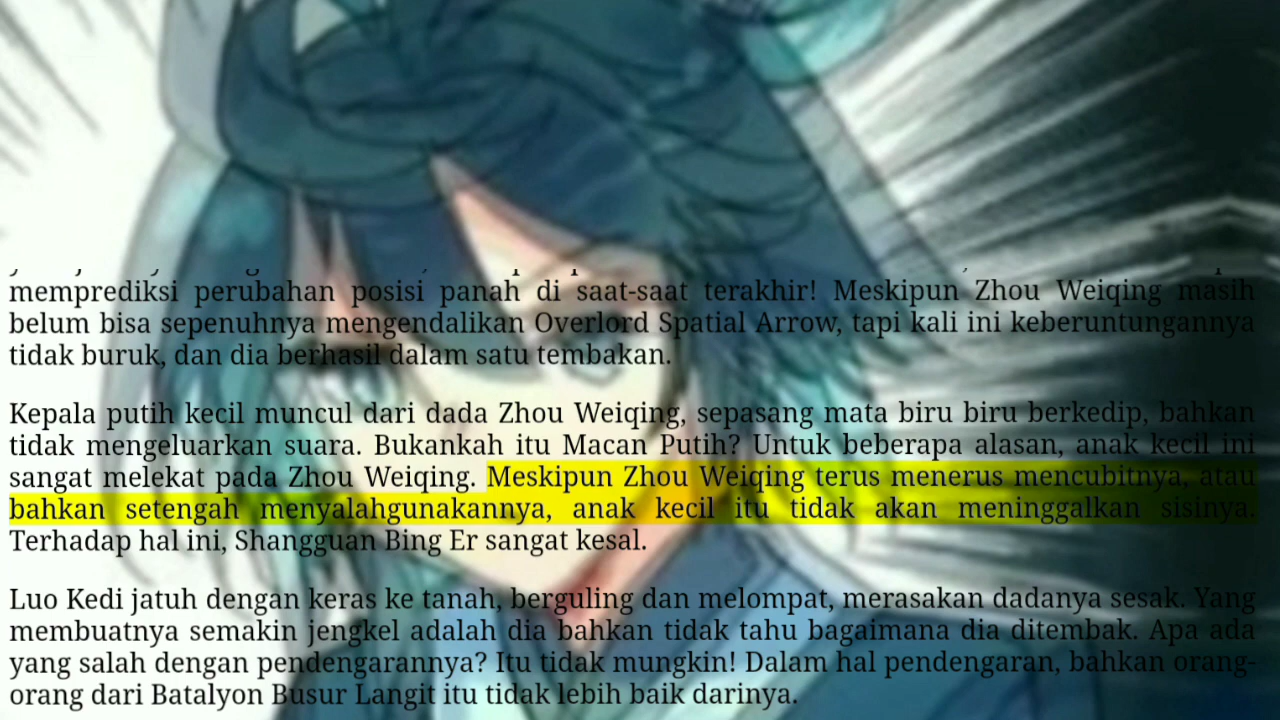 memprediksi perubahan posisi panah di saat-saat terakhir! Meskipun Zhou Weiqing masih
belum bisa sepenuhnya mengendalikan Overlord Spatial Arrow, tapi kali ini keberuntungannya
tidak buruk, dan dia berhasil dalam satu tembakan.
Kepala putih kecil muncul dari dada Zhou Weiqing, sepasang mata biru biru berkedip, bahkan
tidak mengeluarkan suara. Bukankah itu Macan Putih? Untuk beberapa alasan, anak kecil ini
sangat melekat pada Zhou Weiqing. Meskipun Zhou Weiqing terus menerus mencubitnya, atau
bahkan setengah menyalahgunakannya, anak kecil itu tidak akan meninggalkan sisinya.
Terhadap hal ini, Shangguan Bing Er sangat kesal.
Luo Kedi jatuh dengan keras ke tanah, berguling dan melompat, merasakan dadanya sesak. Yang
membuatnya semakin jengkel adalah dia bahkan tidak tahu bagaimana dia ditembak. Apa ada
yang salah dengan pendengarannya? Itu tidak mungkin! Dalam hal pendengaran, bahkan orang-
orang dari Batalyon Busur Langit itu tidak lebih baik darinya.